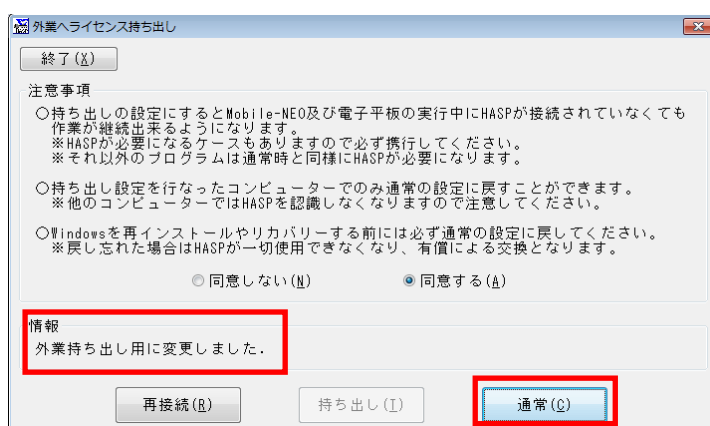 外業へライセンス持ち出し
終了(X)
注意事項
○持ち出しの設定にするとMobile-NEO及び電子平板の実行中にHASPが接続されていなくても
作業が継続出来るようになります。
※HASPが必要になるケースもありますので必ず携行してください。
※それ以外のプログラムは通常時と同様にHASPが必要になります。
○持ち出し設定を行なったコンピューターでのみ通常の設定に戻すことができます。
※他のコンピューターではHASPを認識しなくなりますので注意してください。
○Windowsを再インストールやリカバリーする前には必ず通常の設定に戻してください。
※戻し忘れた場合はHASPが一切使用できなくなり、有償による交換となります。
同意しない(N) 同意する(A)
情報
外業持ち出し用に変更しました.
再接続(R) 持ち出し(I) 通常(C)